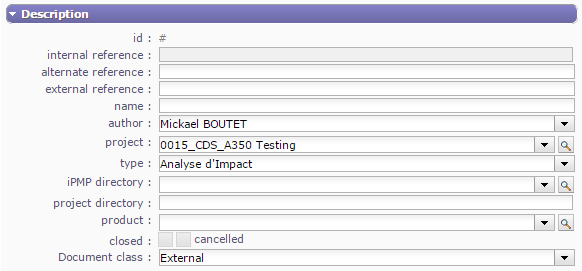 Description
id : #
internal reference :
alternate reference :
external reference :
name :
author : Mickael BOUTET
project : 0015_CDS_A350 Testing
type : Analyse d'Impact
iPMP directory :
project directory :
product :
closed : cancelled
Document class : External